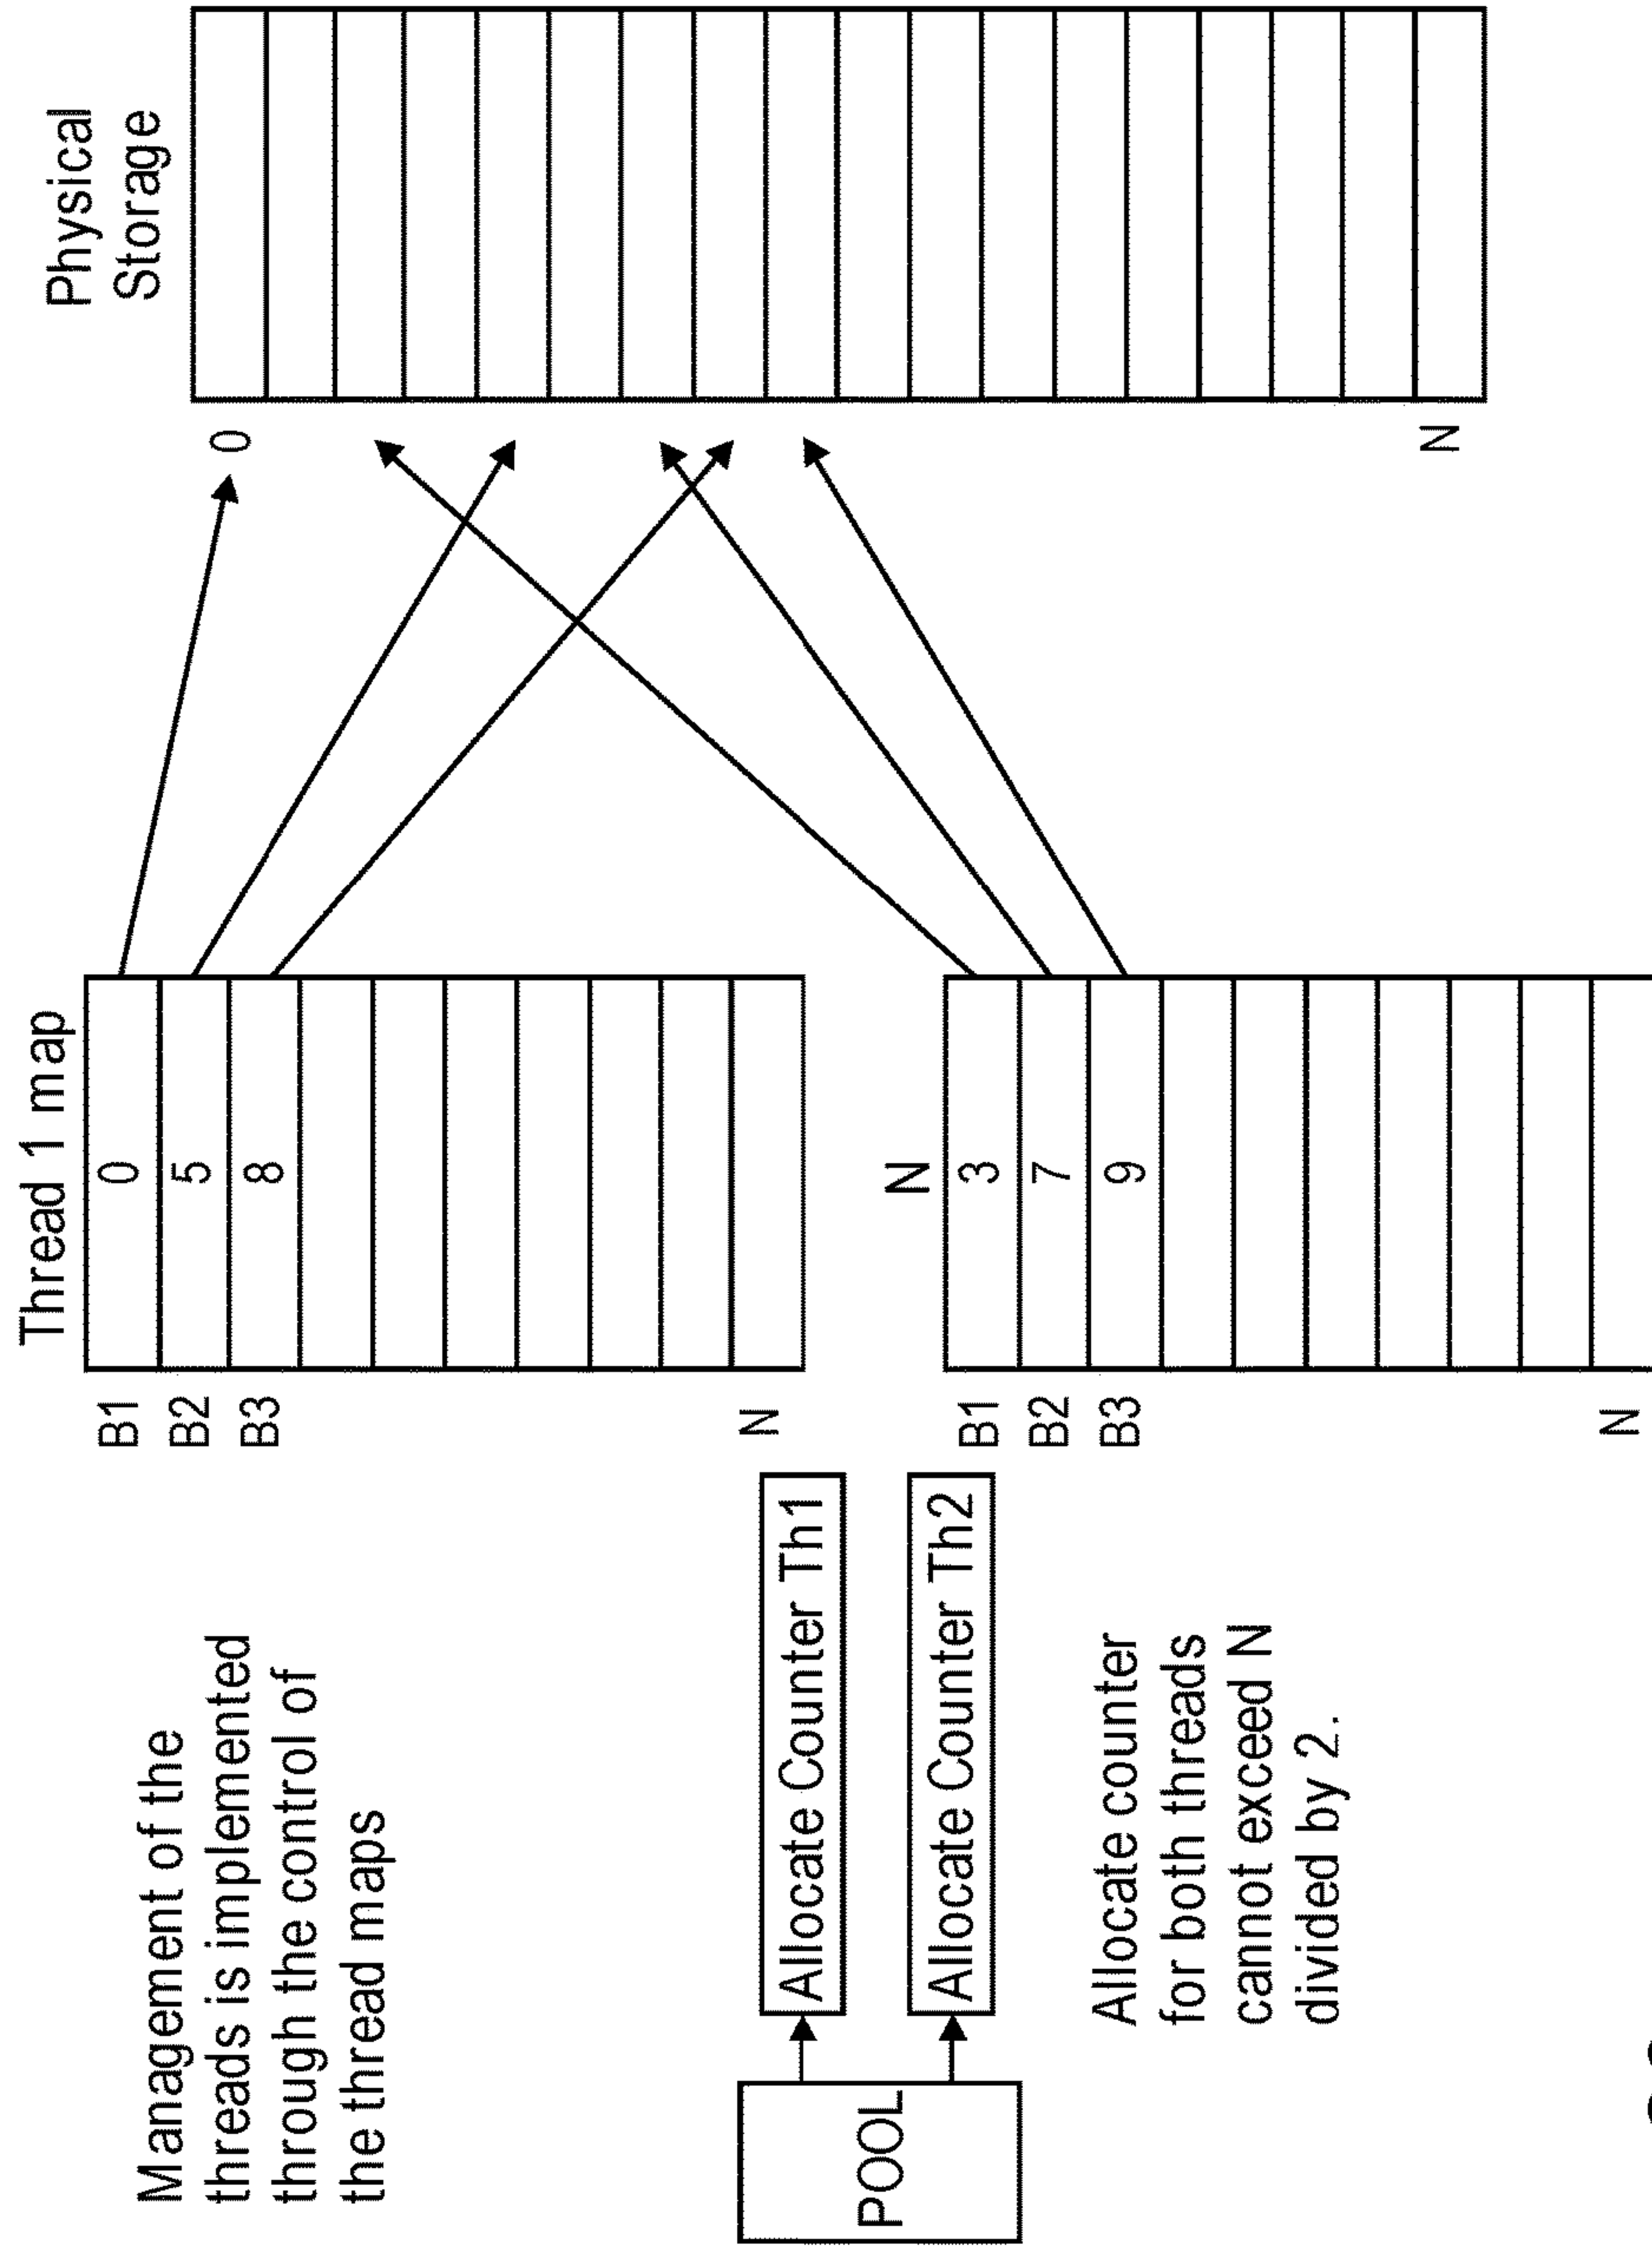 Management of the
threads is implemented
through the control of
the thread maps
POOL
Allocate Counter Th1
Allocate Counter Th2
Allocate counter
for both threads
cannot exceed N
divided by 2.
Thread 1 map
B1
0
B2
5
B3
8
N
N
B1
3
B2
7
B3
9
N
Physical
Storage
0
N